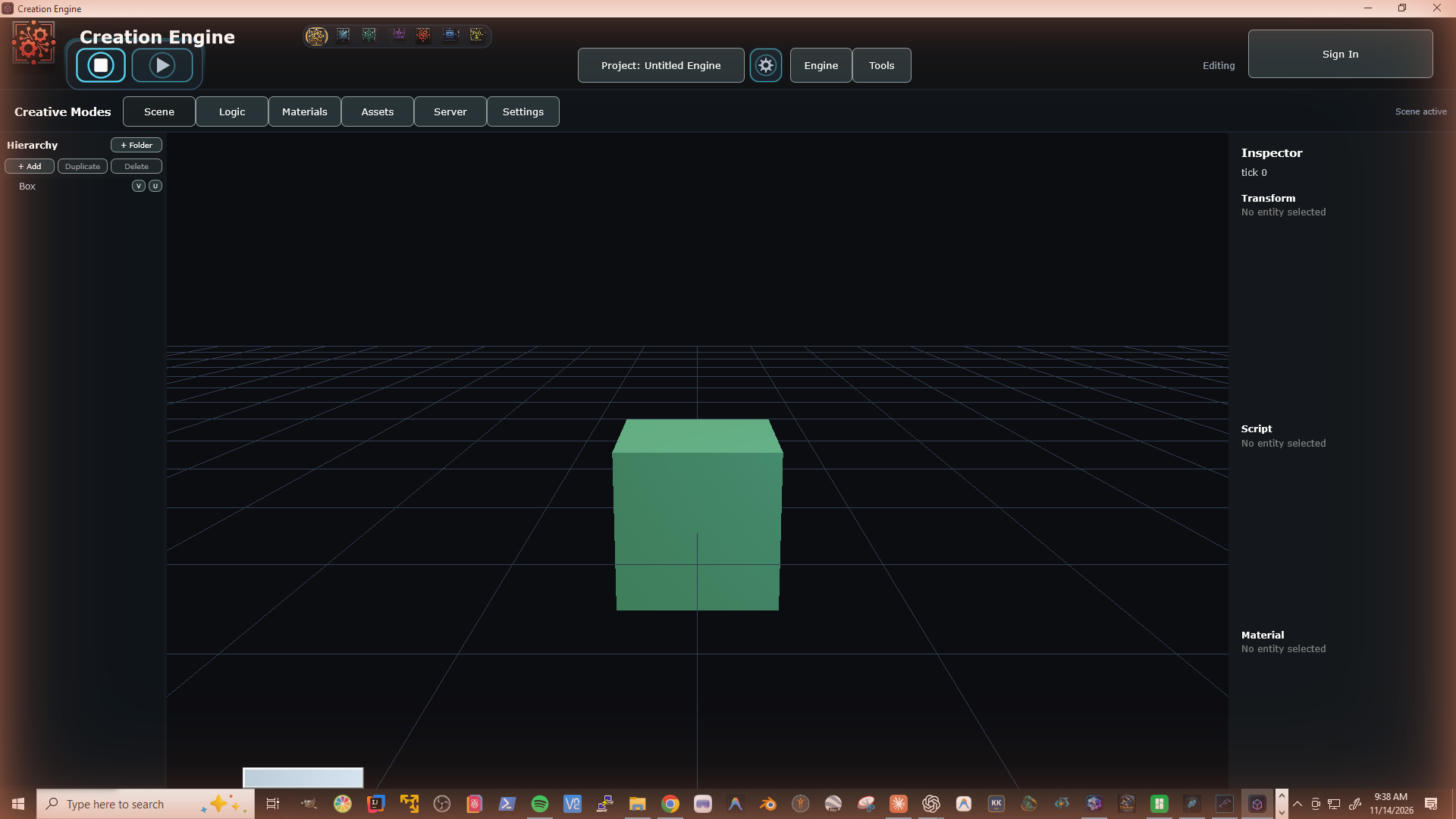 Creation Engine
Creation Engine
Project: Untitled Engine
Engine
Tools
Editing
Sign In
Creative Modes
Scene
Logic
Materials
Assets
Server
Settings
Scene active
Hierarchy
+ Folder
+ Add
Duplicate
Delete
Box
V
U
Inspector
tick 0
Transform
No entity selected
Script
No entity selected
Material
No entity selected
Type here to search
9:38 AM
11/14/2026